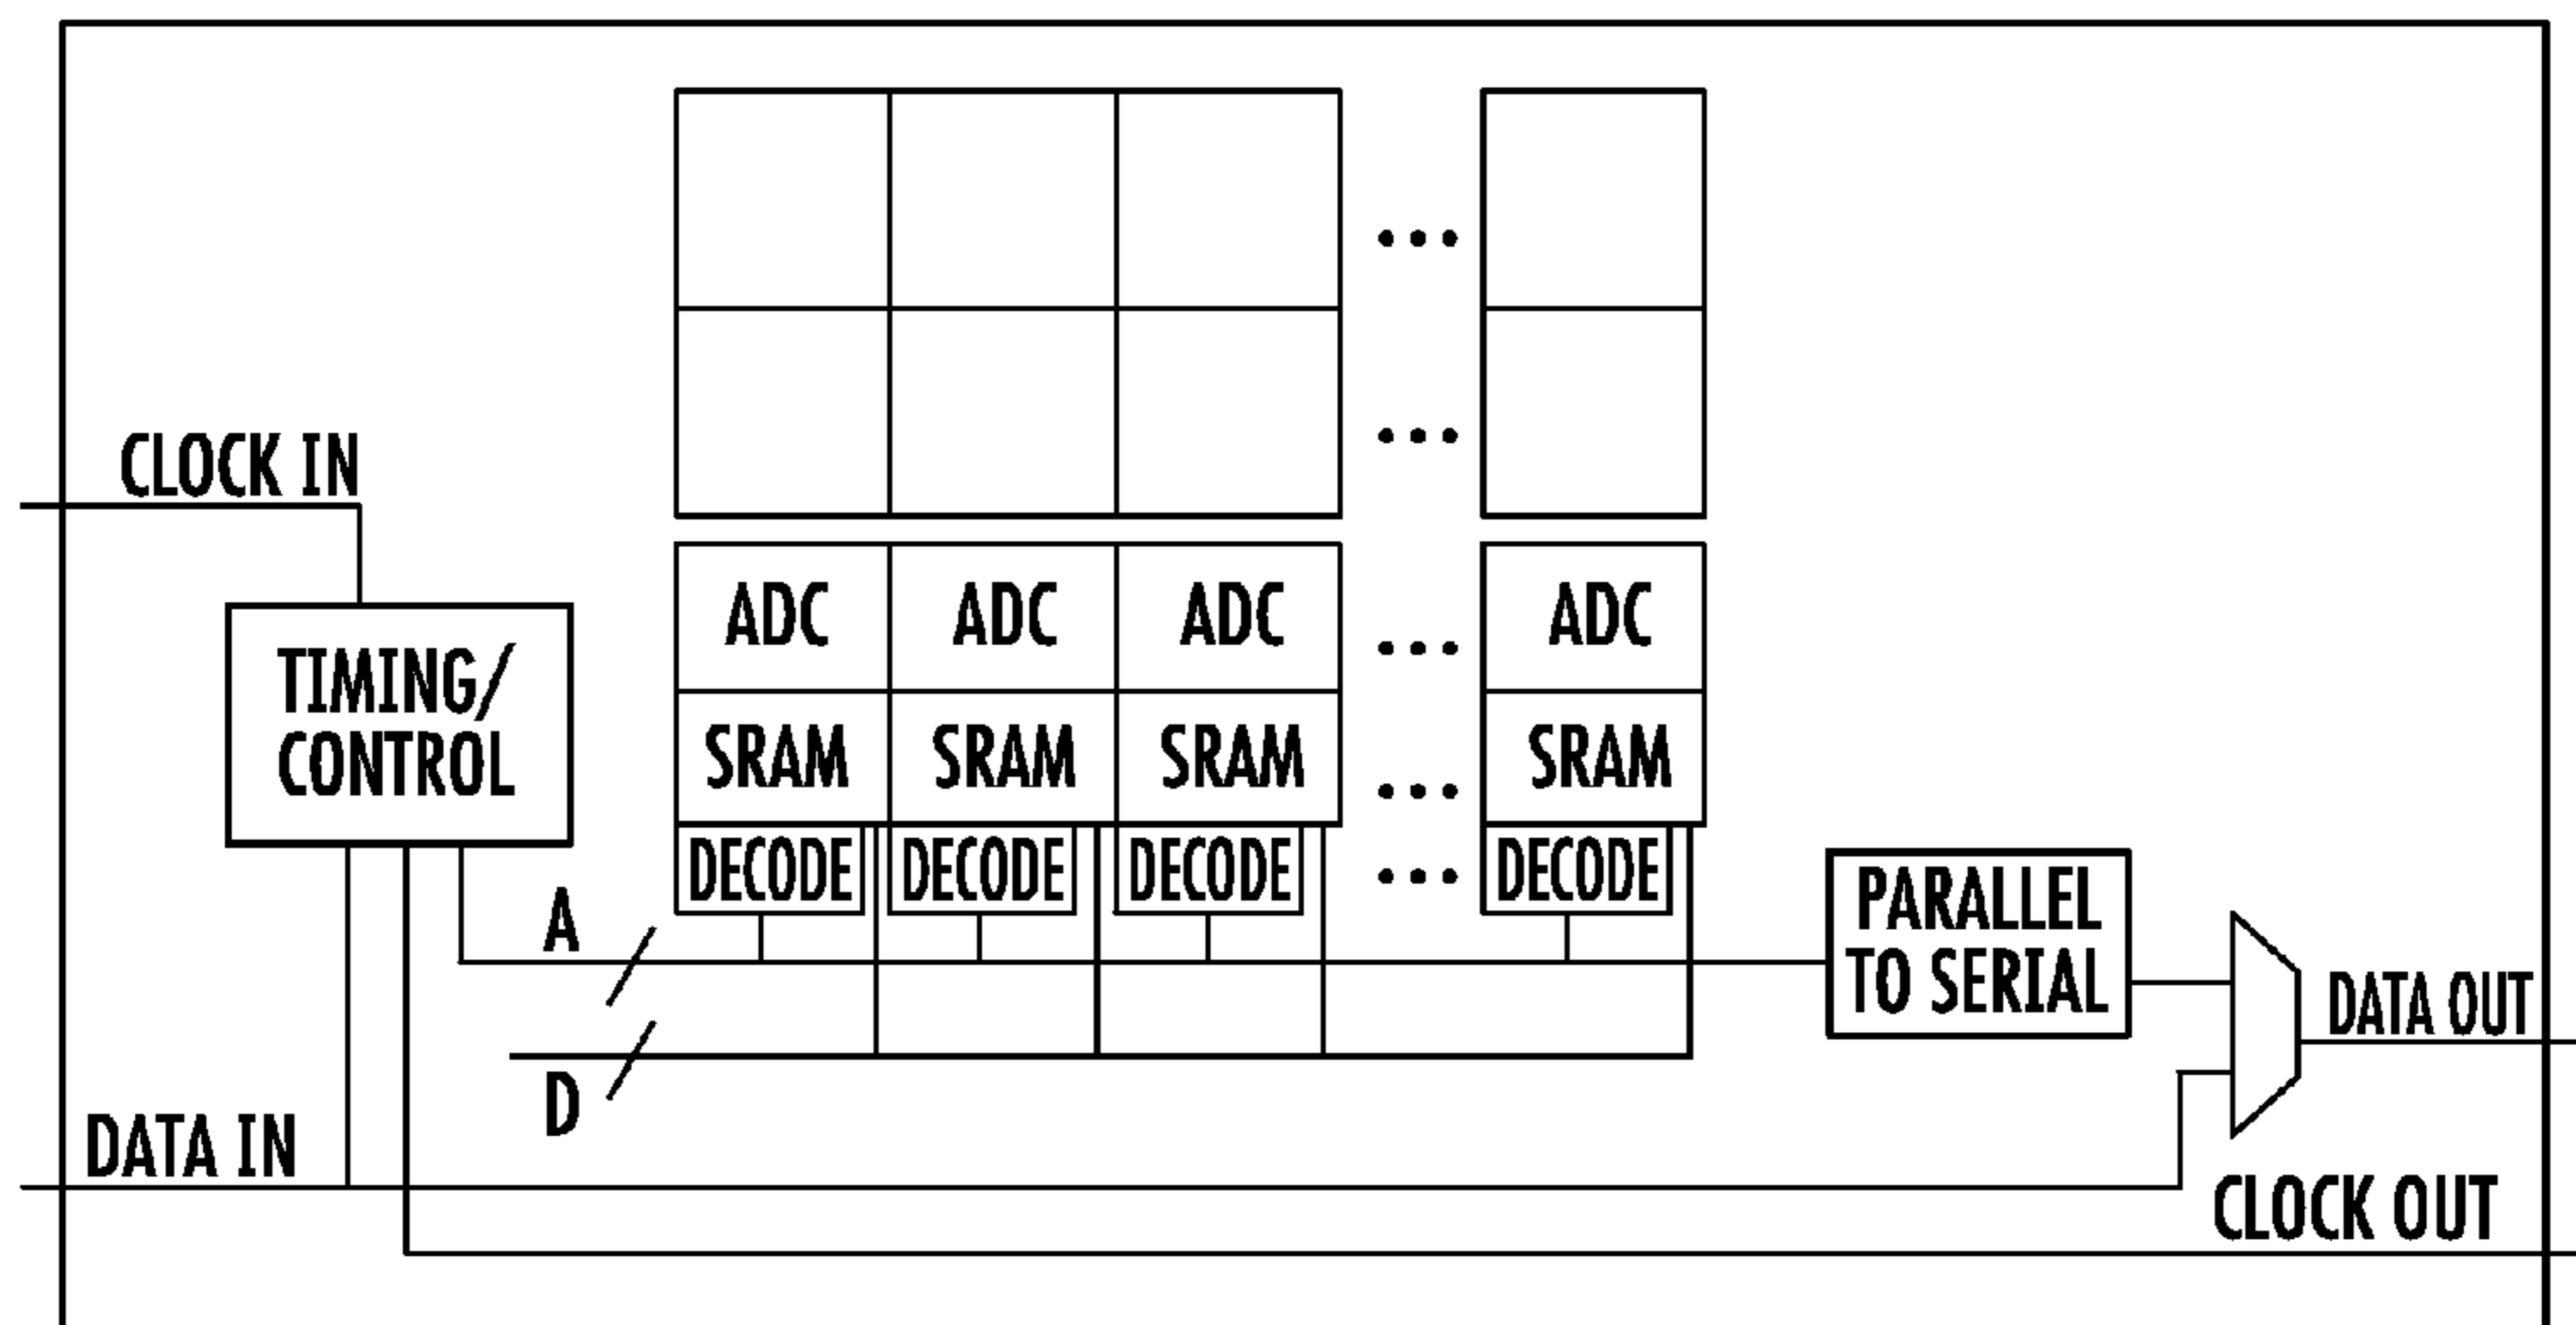 CLOCK IN
TIMING/
CONTROL
ADC ADC ADC ... ADC
SRAM SRAM SRAM ... SRAM
DECODE DECODE DECODE ... DECODE
A
D
PARALLEL
TO SERIAL
DATA OUT
DATA IN
CLOCK OUT